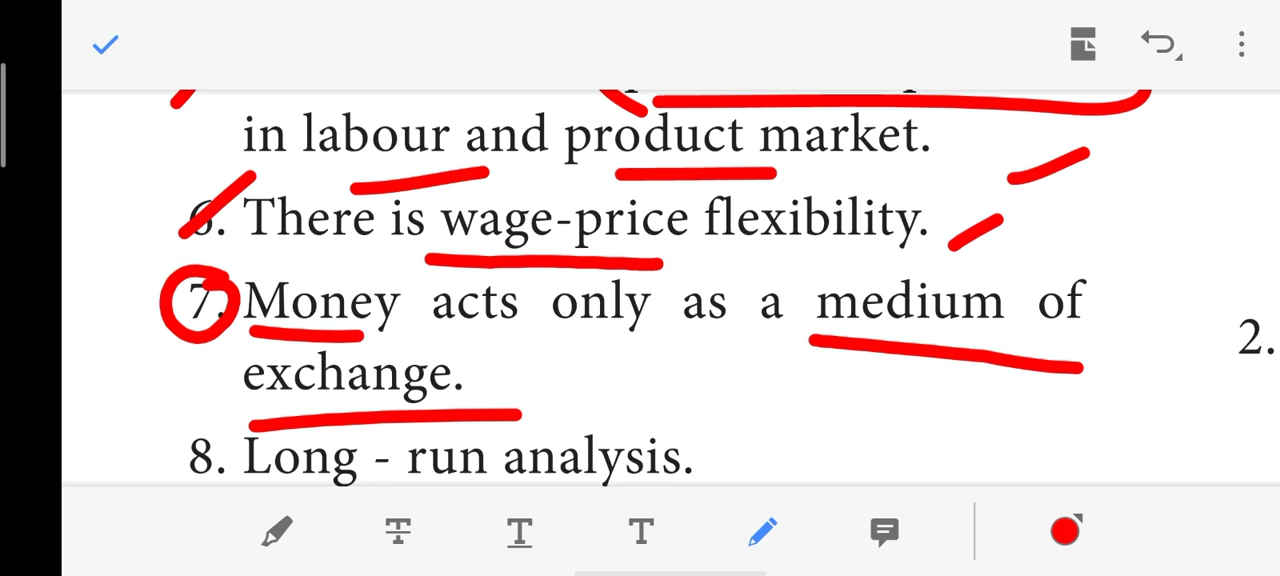 in labour and product market.
6. There is wage-price flexibility.
7. Money acts only as a medium of
exchange.
2.
8. Long - run analysis.